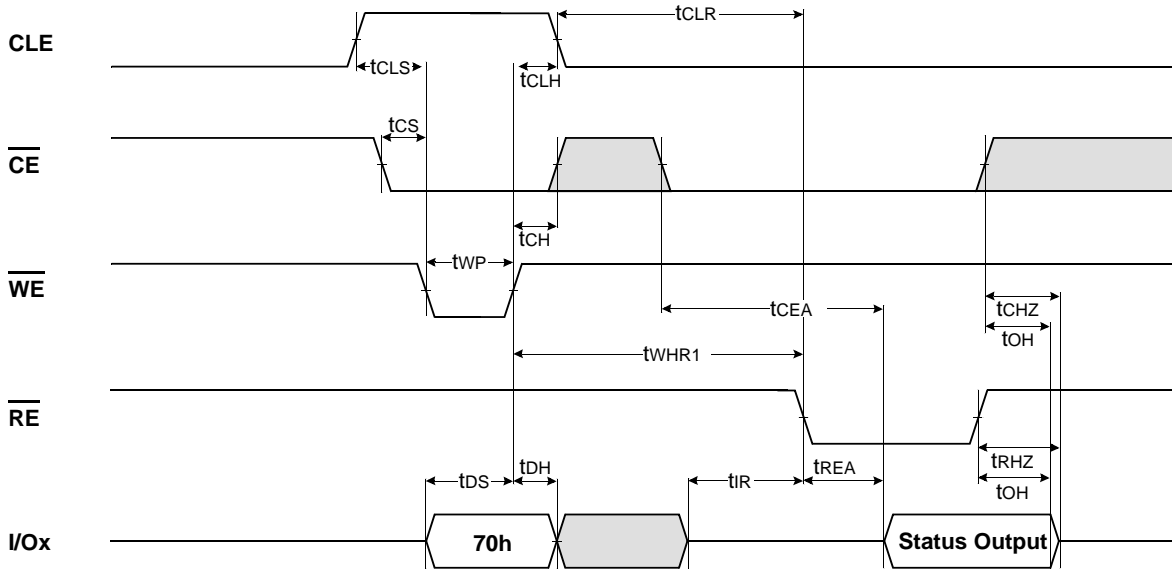 tCLR
CLE
tCLS
tCLH
tCS
CE
tCH
tWP
WE
tCEA
tCHZ
tOH
tWHR1
RE
tRHZ
tDH
tREA
tIR
tDS
tOH
I/Ox
70h
Status Output